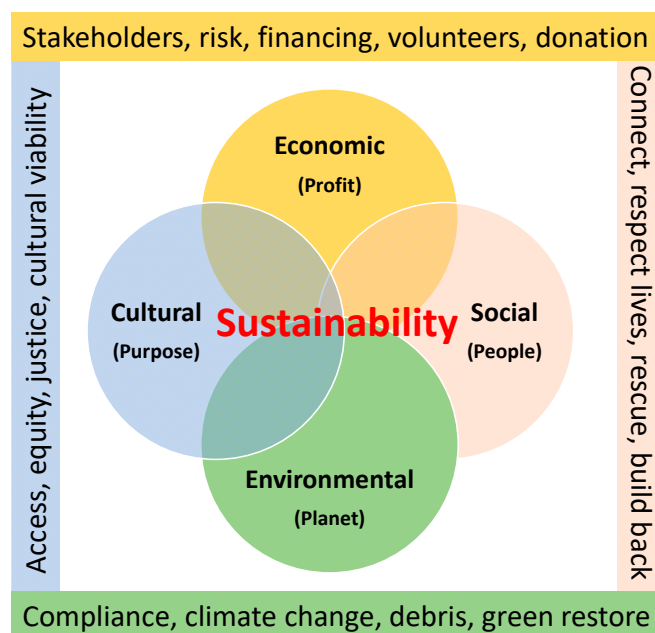 Stakeholders, risk, financing, volunteers, donation
Access, equity, justice, cultural viability
Economic
(Profit)
Cultural
(Purpose)
Sustainability
Social
(People)
Environmental
(Planet)
Connect, respect lives, rescue, build back
Compliance, climate change, debris, green restore